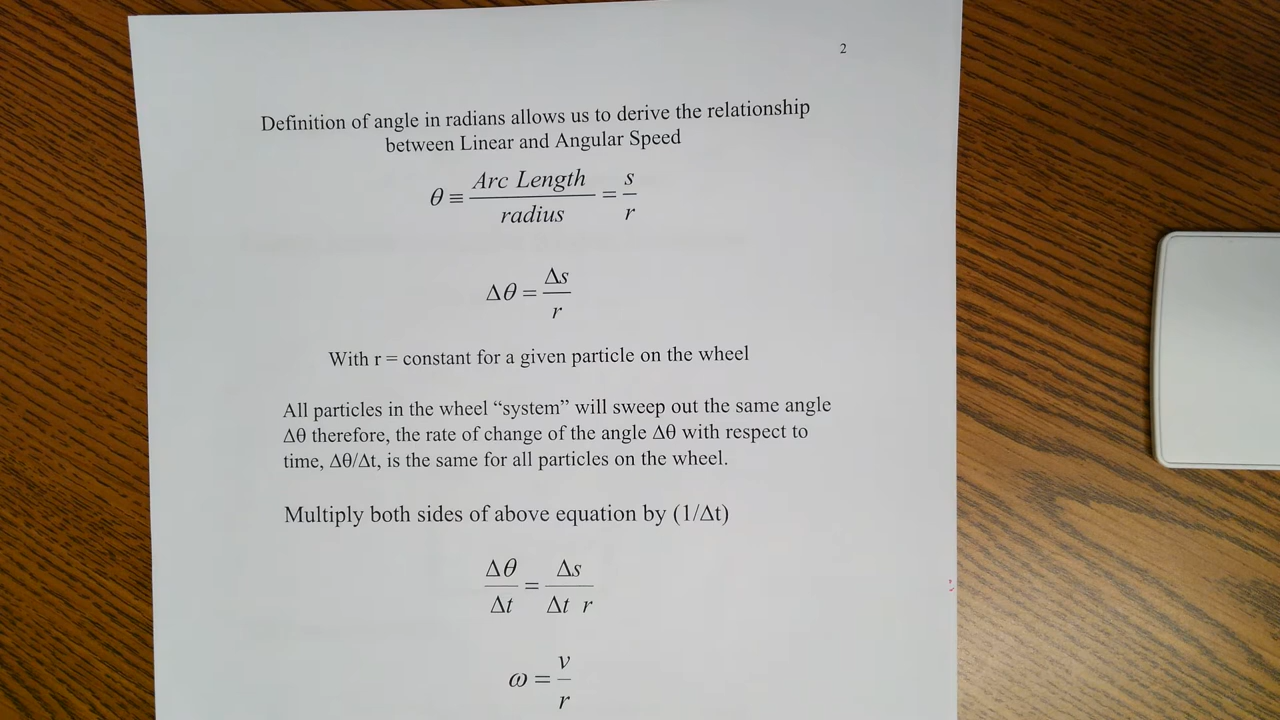 2
Definition of angle in radians allows us to derive the relationship
between Linear and Angular Speed
θ ≡ Arc Length / radius = s / r
Δθ = Δs / r
With r = constant for a given particle on the wheel
All particles in the wheel “system” will sweep out the same angle
Δθ therefore, the rate of change of the angle Δθ with respect to
time, Δθ/Δt, is the same for all particles on the wheel.
Multiply both sides of above equation by (1/Δt)
Δθ / Δt = Δs / Δt r
ω = v / r